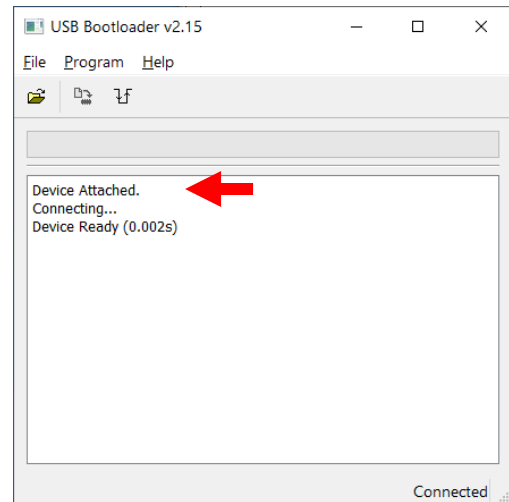 USB Bootloader v2.15
File Program Help
Device Attached.
Connecting...
Device Ready (0.002s)
Connected